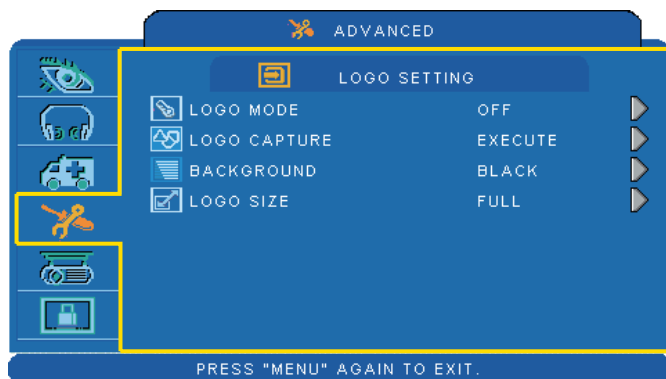 ADVANCED
LOGO SETTING
LOGO MODE OFF
LOGO CAPTURE EXECUTE
BACKGROUND BLACK
LOGO SIZE FULL
PRESS "MENU" AGAIN TO EXIT.